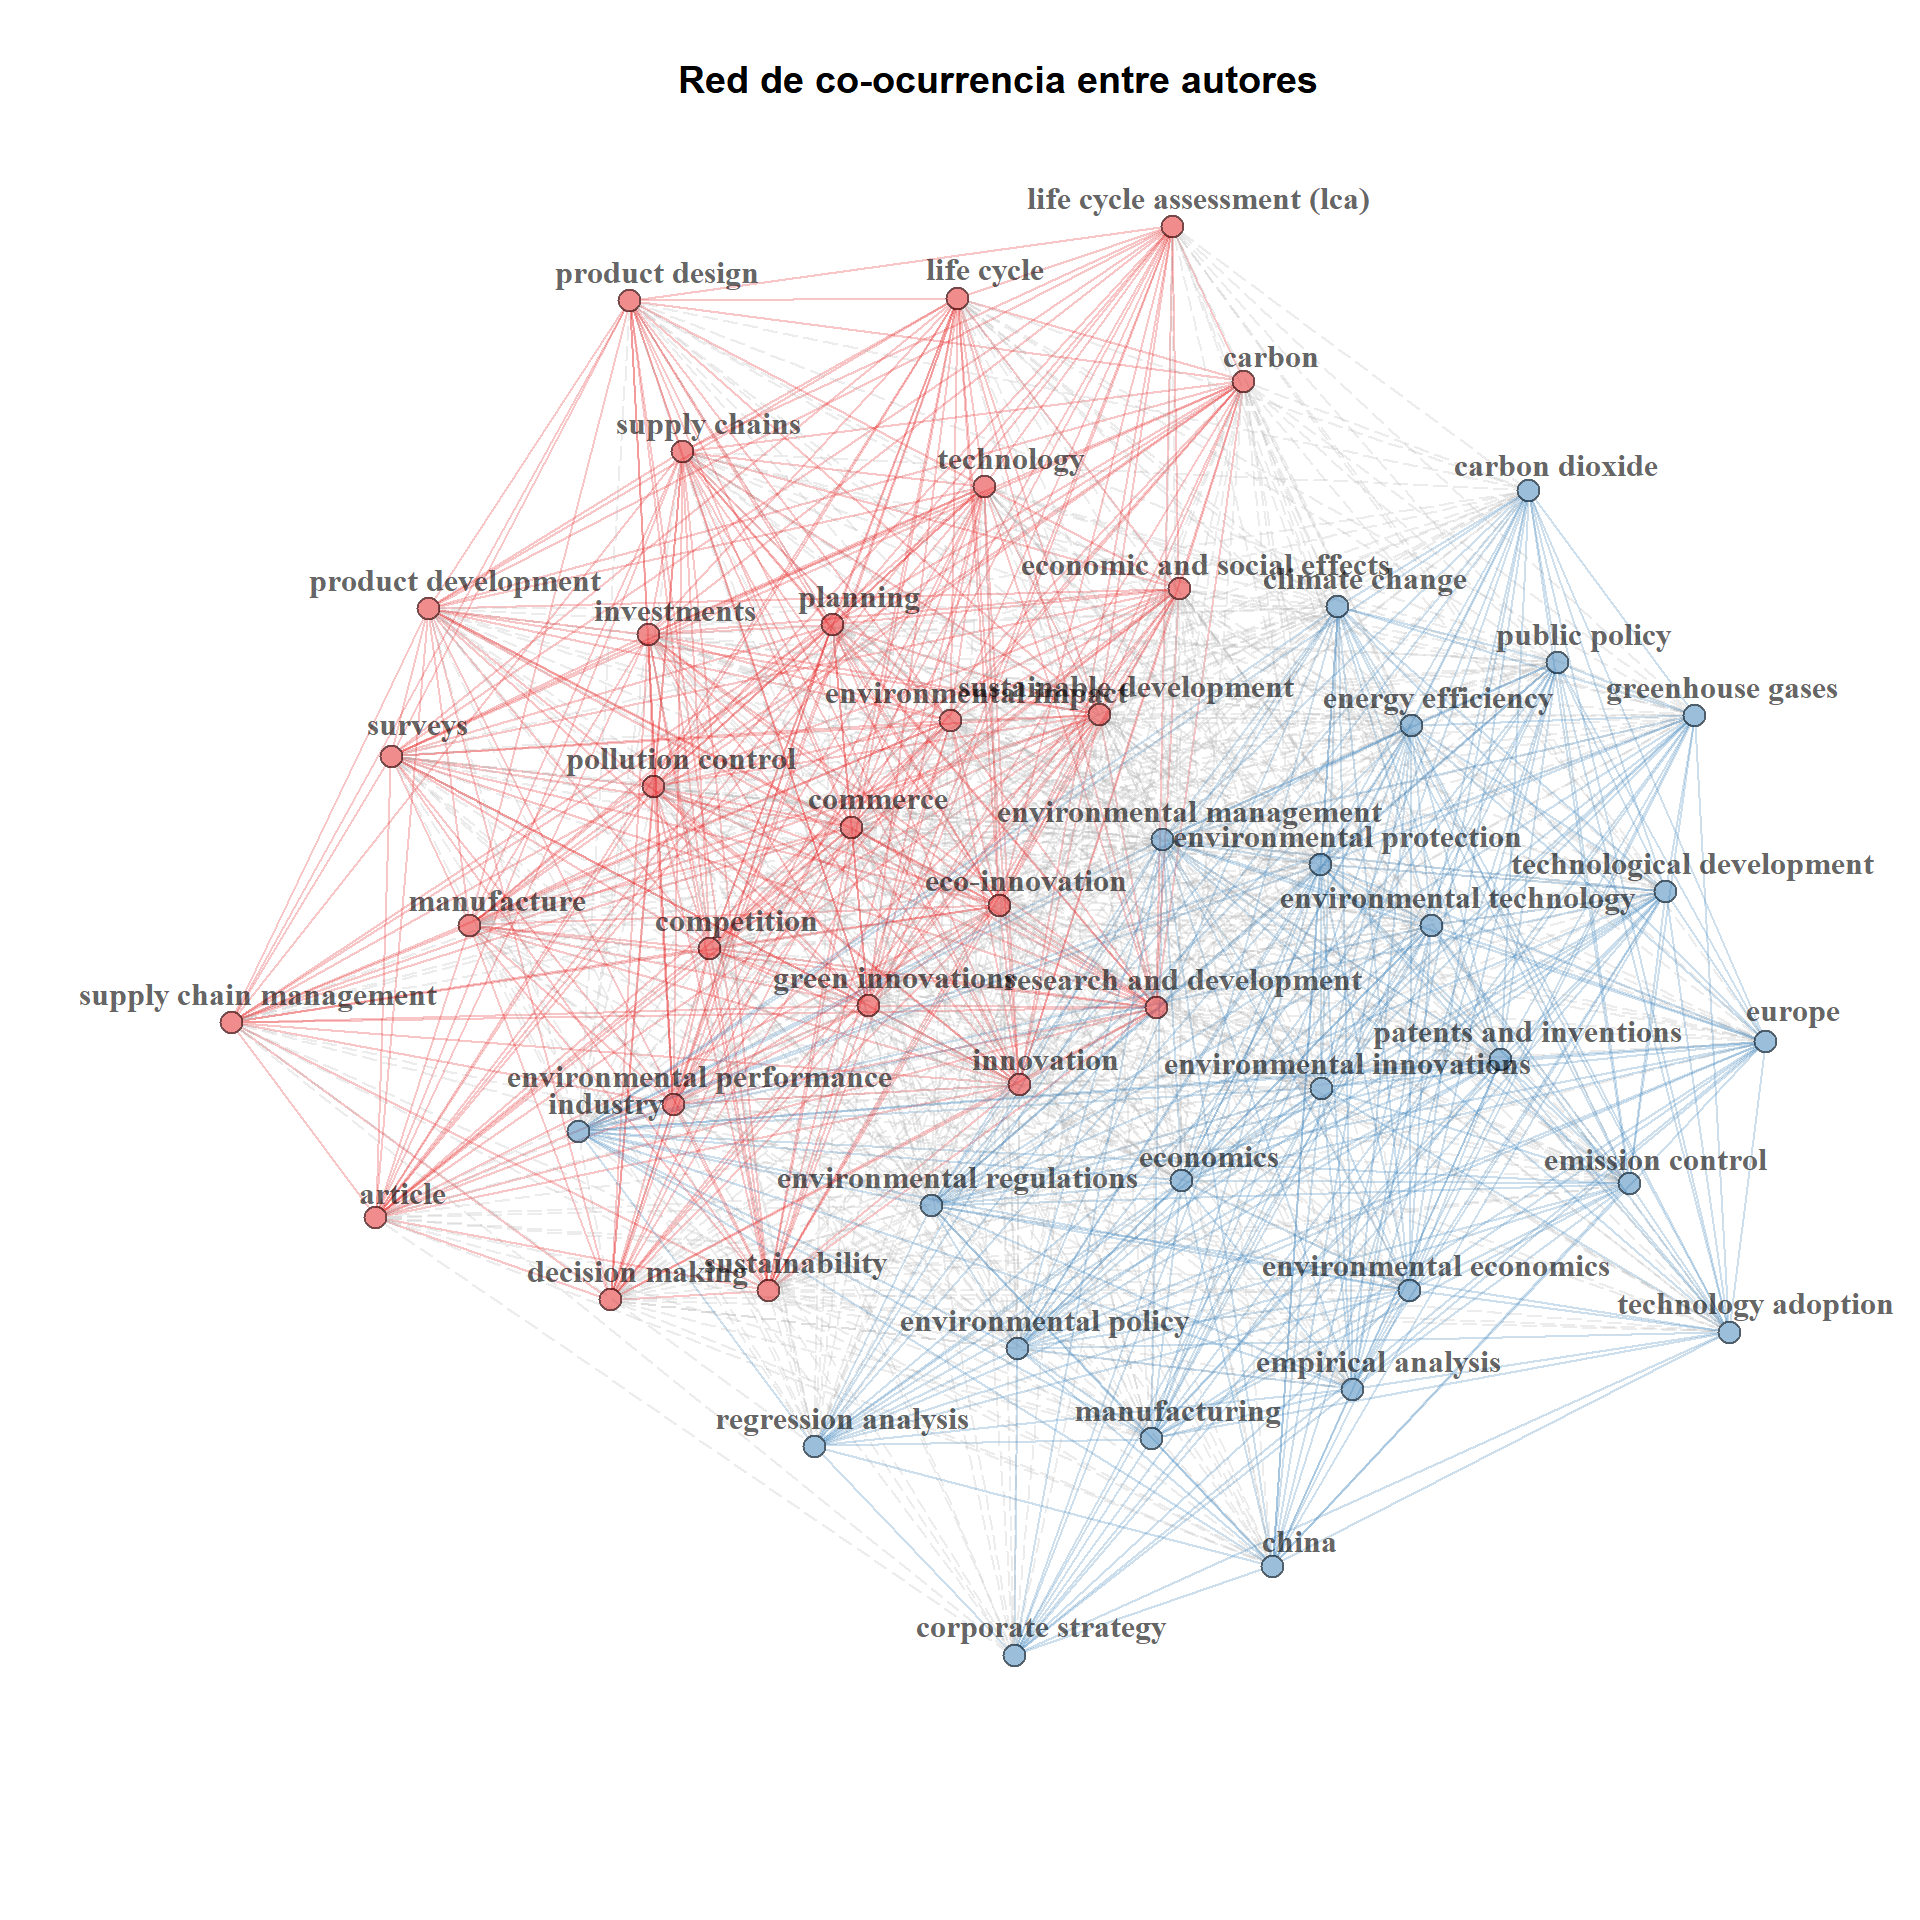 Red de co-ocurrencia entre autores
life cycle assessment (lca)
life cycle
product design
carbon
supply chains
technology
carbon dioxide
economic and social effects
climate change
product development
planning
investments
public policy
sustainable development
environmental impact
energy efficiency
greenhouse gases
surveys
pollution control
commerce
environmental management
environmental protection
technological development
eco-innovation
environmental technology
manufacture
competition
green innovations
research and development
supply chain management
europe
patents and inventions
innovation
environmental innovations
environmental performance
industry
economics
emission control
environmental regulations
article
sustainability
environmental economics
decision making
technology adoption
environmental policy
empirical analysis
manufacturing
regression analysis
china
corporate strategy